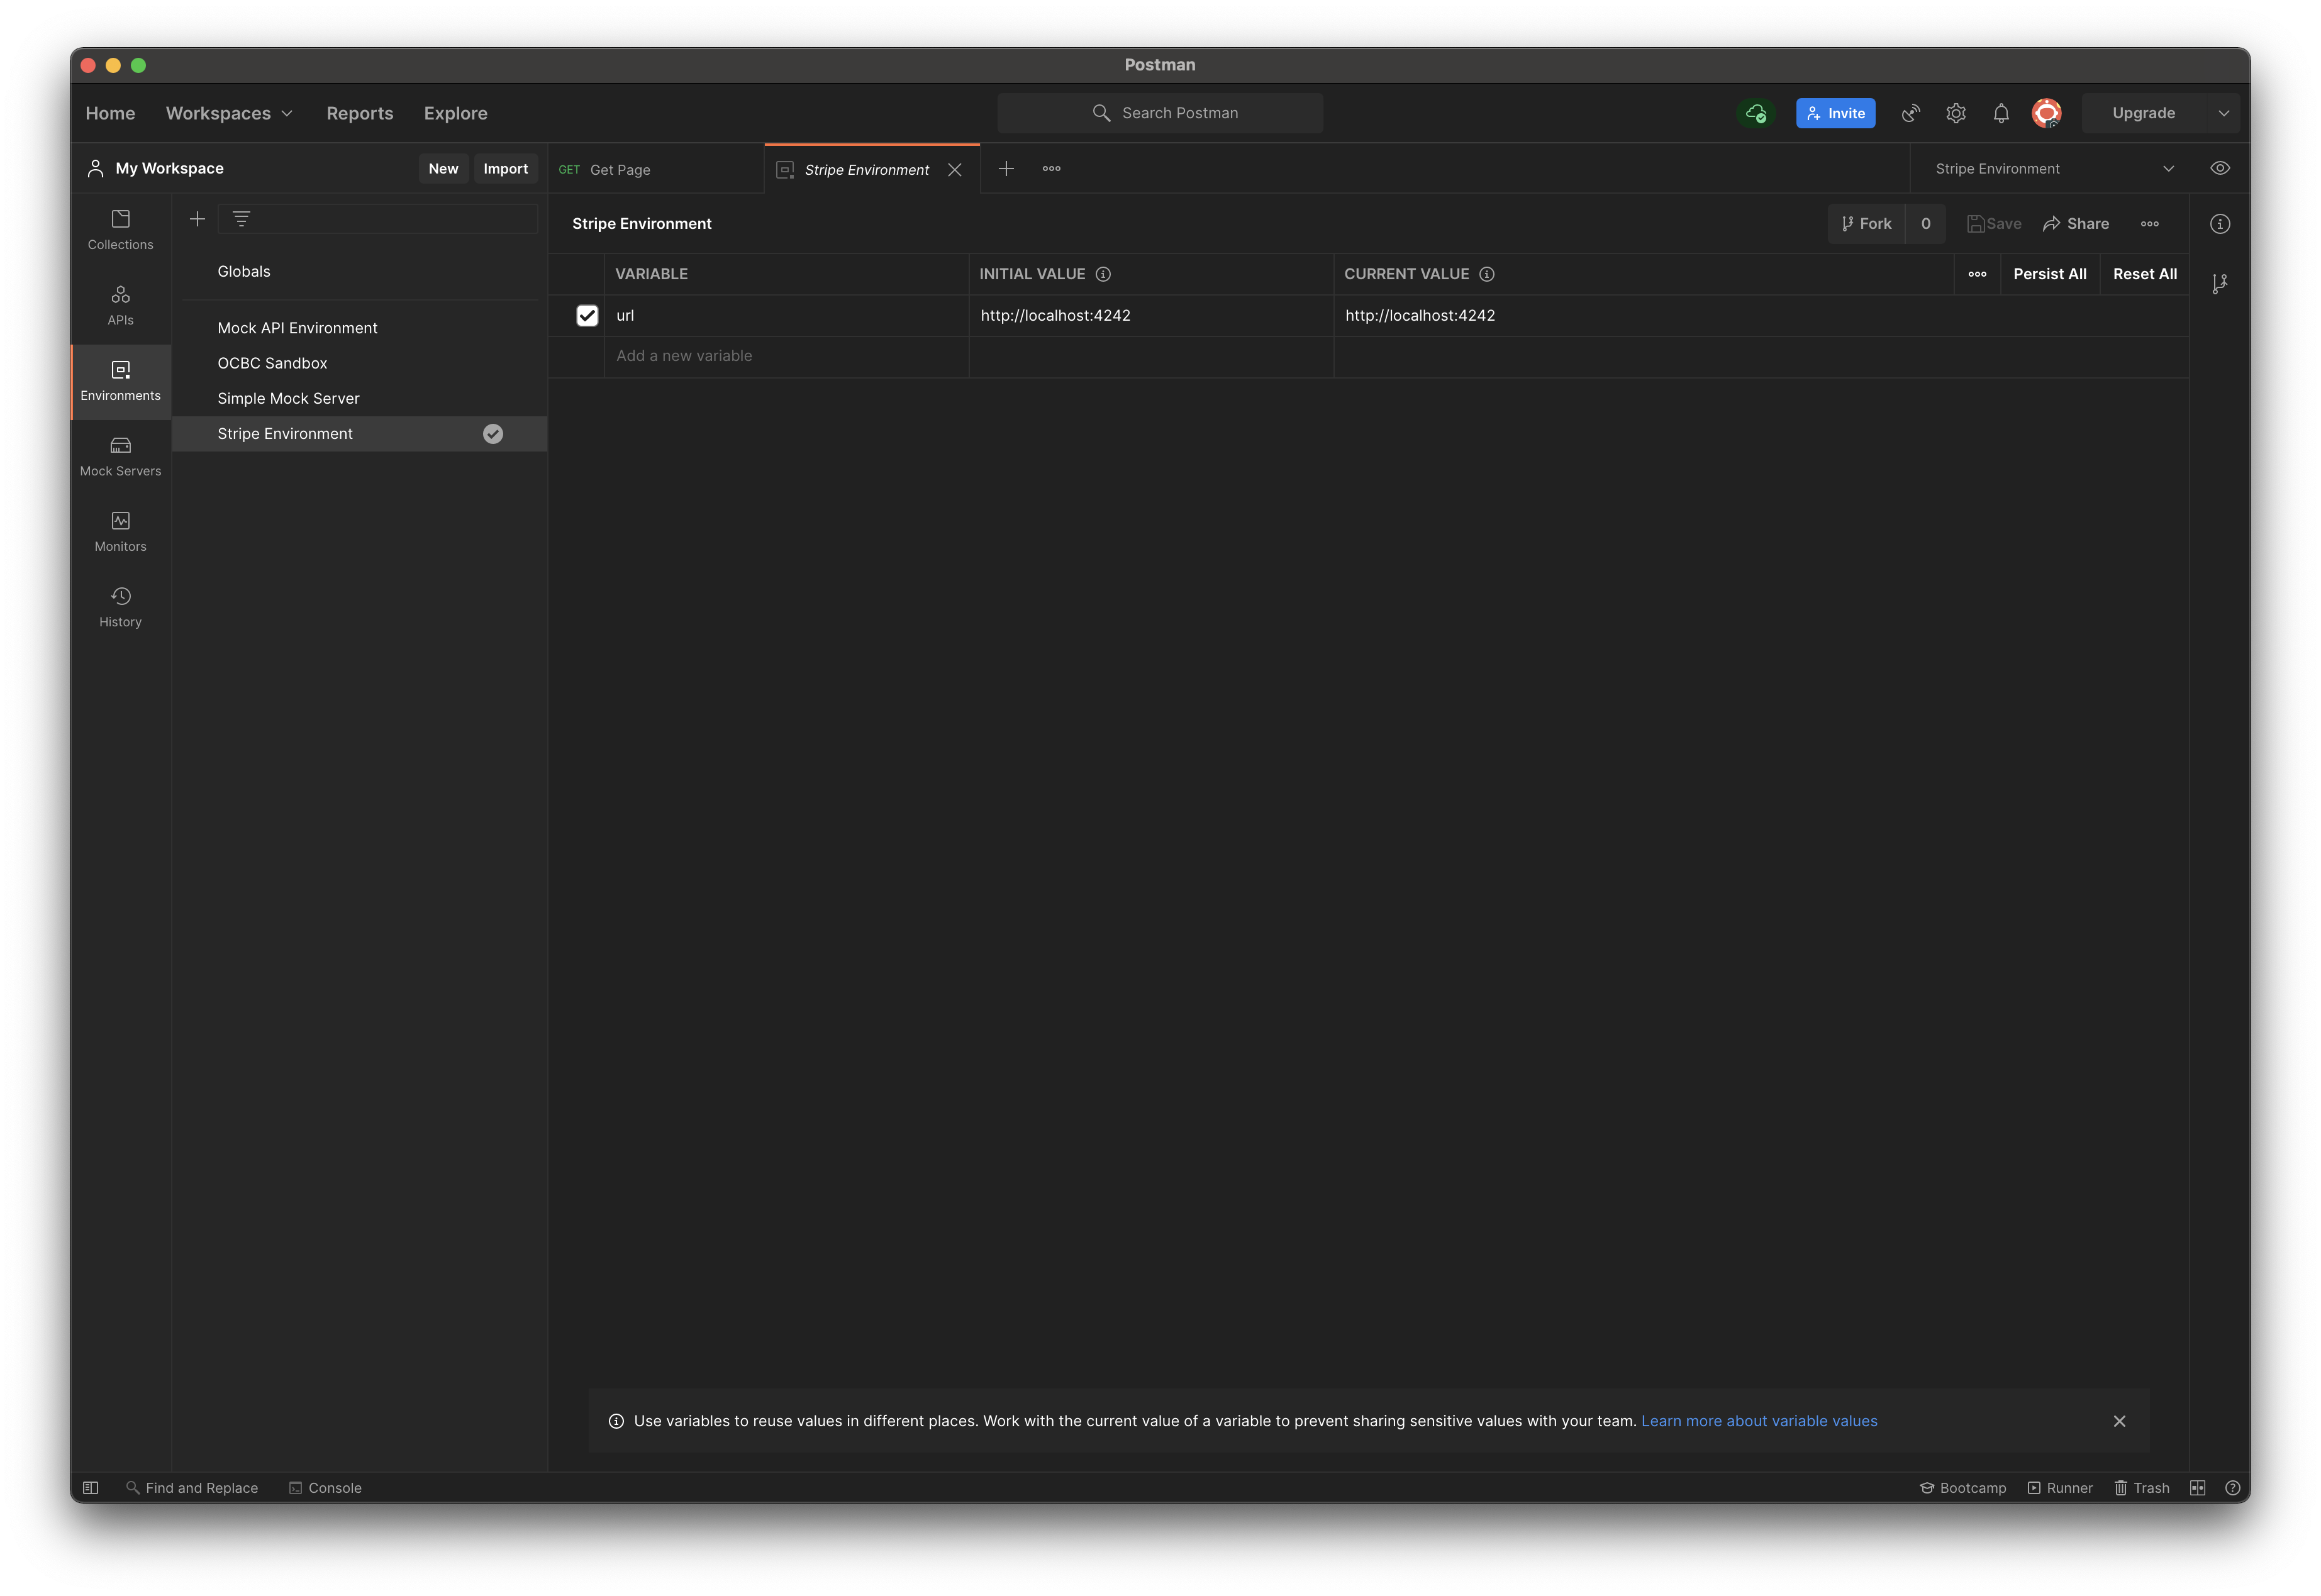 Postman
Home Workspaces Reports Explore Search Postman Invite Upgrade
My Workspace New Import GET Get Page Stripe Environment Stripe Environment
Collections
APIs
Environments
Mock Servers
Monitors
History
Globals
Mock API Environment
OCBC Sandbox
Simple Mock Server
Stripe Environment
Stripe Environment Fork 0 Save Share
VARIABLE INITIAL VALUE CURRENT VALUE Persist All Reset All
url http://localhost:4242 http://localhost:4242
Add a new variable
Use variables to reuse values in different places. Work with the current value of a variable to prevent sharing sensitive values with your team. Learn more about variable values
Find and Replace Console Bootcamp Runner Trash